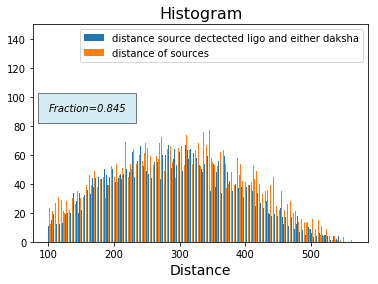 Histogram
distance source dectected ligo and either daksha
distance of sources
Fraction=0.845
140
120
100
80
60
40
20
0
100
200
300
400
500
Distance